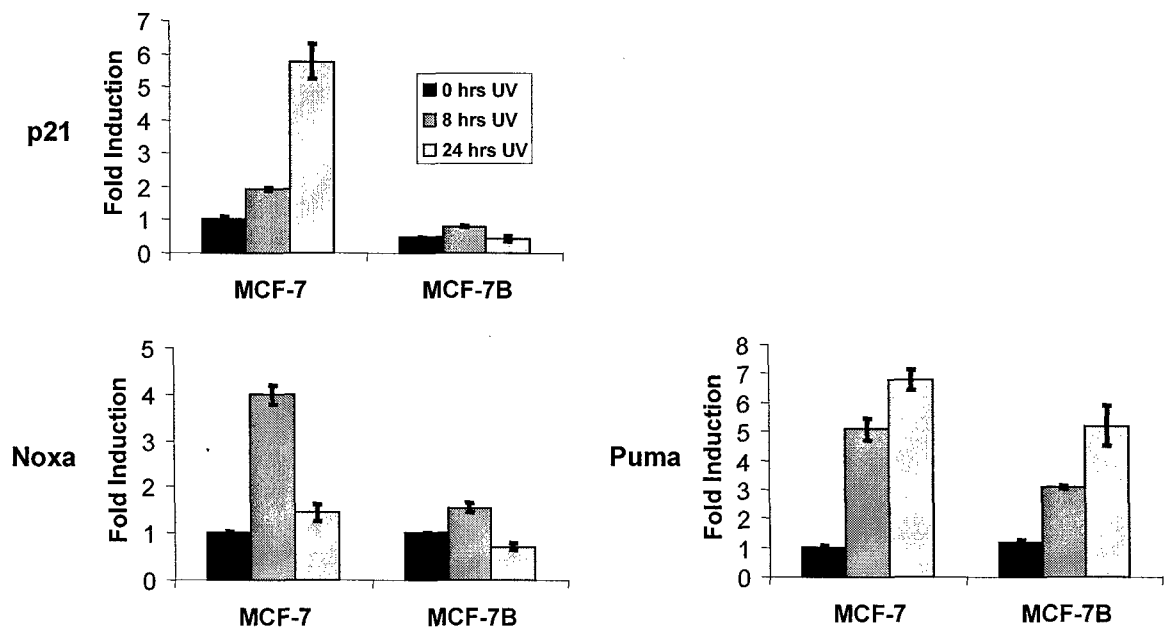 p21
Fold Induction
7
6
5
4
3
2
1
0
0 hrs UV
8 hrs UV
24 hrs UV
MCF-7 MCF-7B
Noxa
Fold Induction
5
4
3
2
1
0
MCF-7 MCF-7B
Puma
Fold Induction
8
7
6
5
4
3
2
1
0
MCF-7 MCF-7B